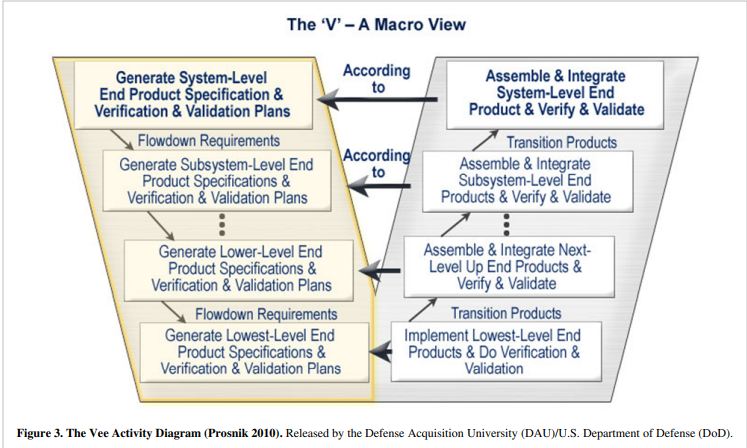 The ‘V’ – A Macro View
Generate System-Level
End Product Specification &
Verification & Validation Plans
According
to
Assemble & Integrate
System-Level End
Product & Verify & Validate
Flowdown Requirements
Transition Products
Generate Subsystem-Level End
Product Specifications &
Verification & Validation Plans
According
to
Assemble & Integrate
Subsystem-Level End
Products & Verify & Validate
Generate Lower-Level End
Product Specifications &
Verification & Validation Plans
Assemble & Integrate Next-
Level Up End Products &
Verify & Validate
Flowdown Requirements
Transition Products
Generate Lowest-Level End
Product Specifications &
Verification & Validation Plans
Implement Lowest-Level End
Products & Do Verification &
Validation
Figure 3. The Vee Activity Diagram (Prosnik 2010). Released by the Defense Acquisition University (DAU)/U.S. Department of Defense (DoD).